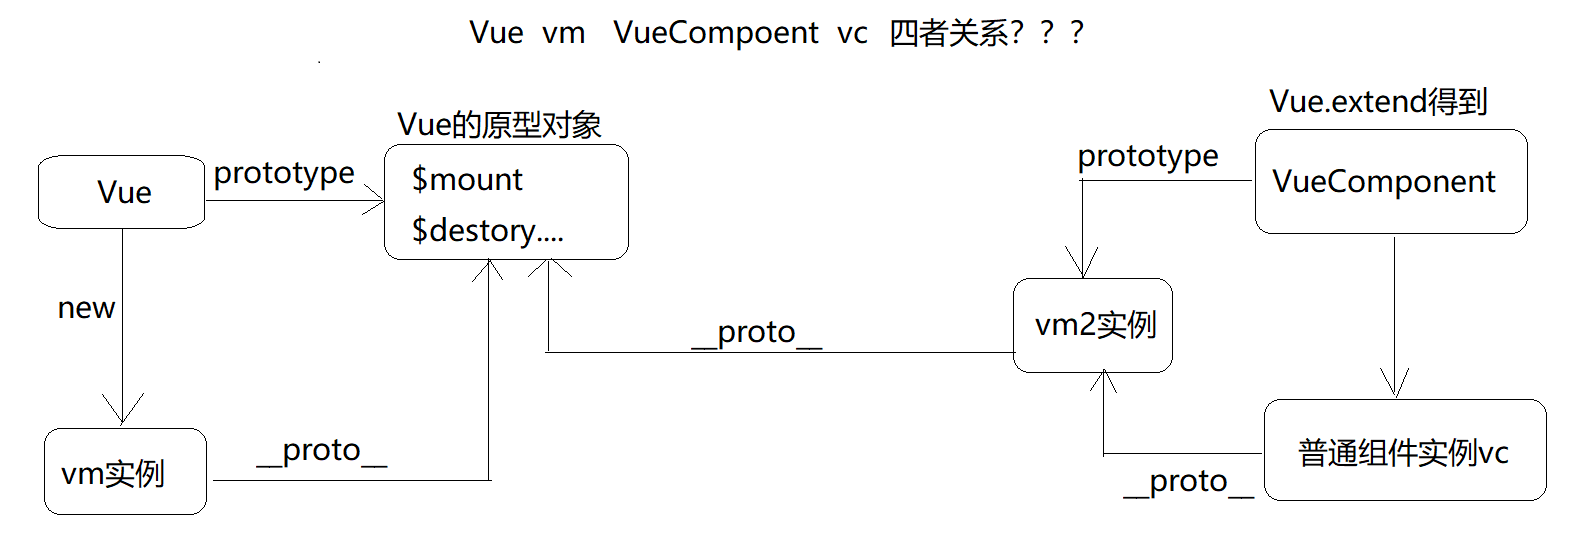 Vue vm VueCompoent vc 四者关系？？？
Vue的原型对象
Vue.extend得到
Vue
prototype
$mount
$destory....
prototype
VueComponent
new
__proto__
vm2实例
vm实例
__proto__
普通组件实例vc
__proto__